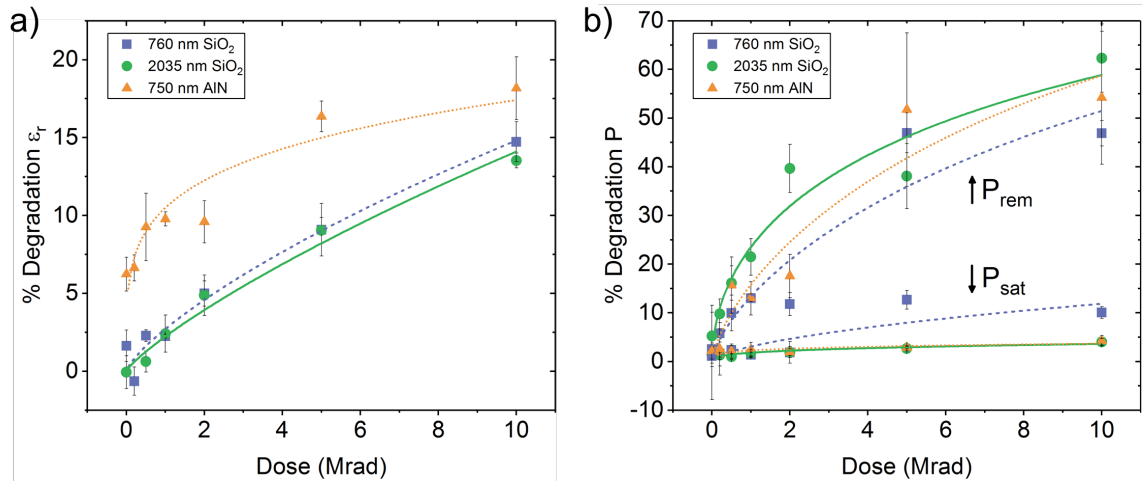 a)
% Degradation εr
20
15
10
5
0
760 nm SiO2
2035 nm SiO2
750 nm AlN
0 2 4 6 8 10
Dose (Mrad)
b)
% Degradation P
70
60
50
40
30
20
10
0
-10
760 nm SiO2
2035 nm SiO2
750 nm AlN
Prem
Psat
0 2 4 6 8 10
Dose (Mrad)